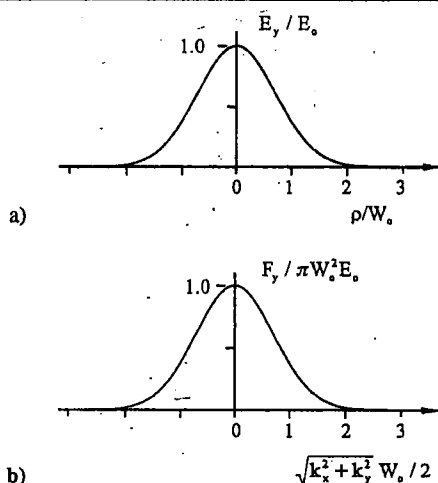 E_y / E_o
1.0
0 1 2 3
a)
ρ/W_o
F_y / πW_o^2 E_o
1.0
0 1 2 3
b)
√(k_x^2 + k_y^2) W_o / 2